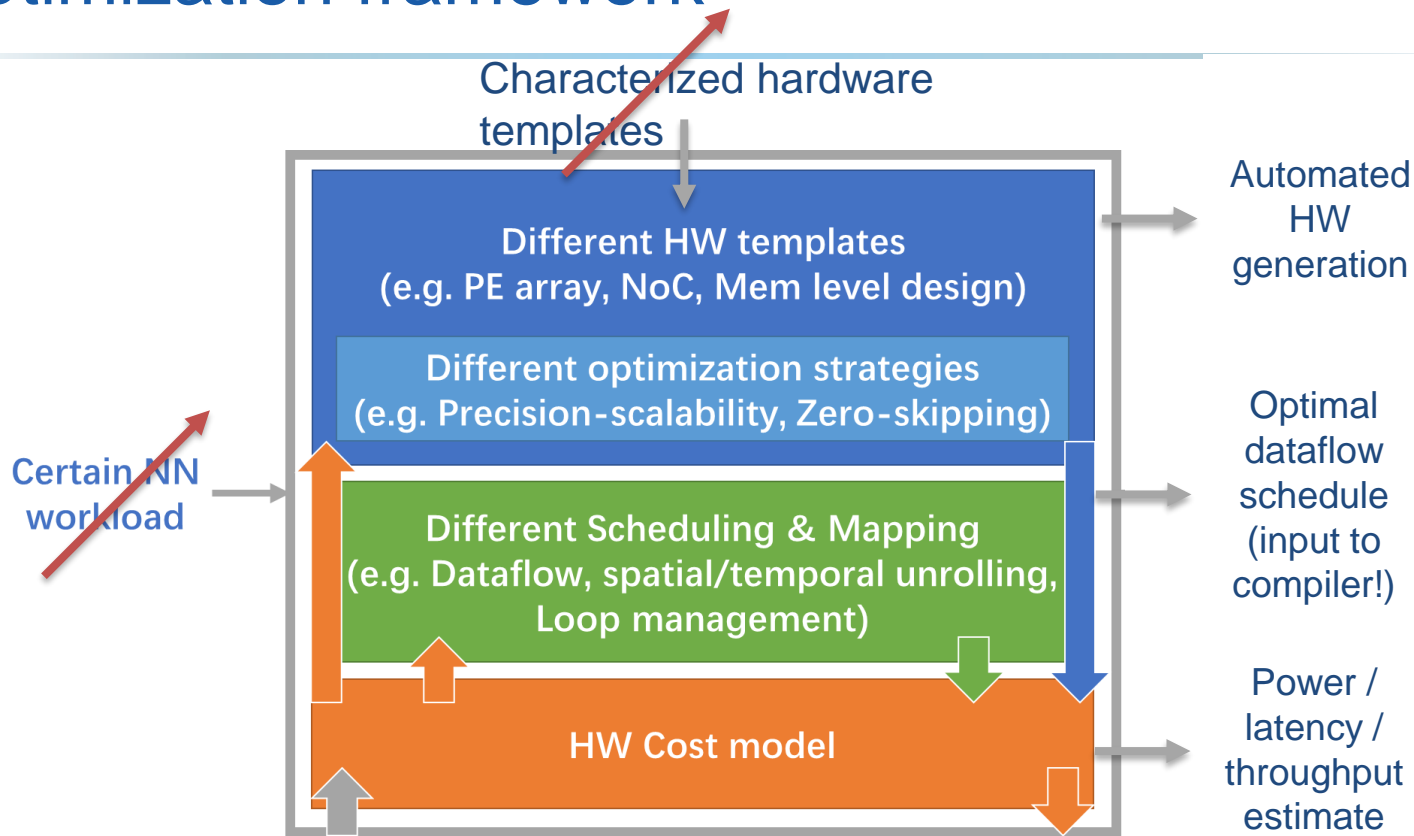 timization framework
Characterized hardware
templates
Different HW templates
(e.g. PE array, NoC, Mem level design)
Different optimization strategies
(e.g. Precision-scalability, Zero-skipping)
Certain NN
workload
Different Scheduling & Mapping
(e.g. Dataflow, spatial/temporal unrolling,
Loop management)
HW Cost model
Automated
HW
generation
Optimal
dataflow
schedule
(input to
compiler!)
Power /
latency /
throughput
estimate